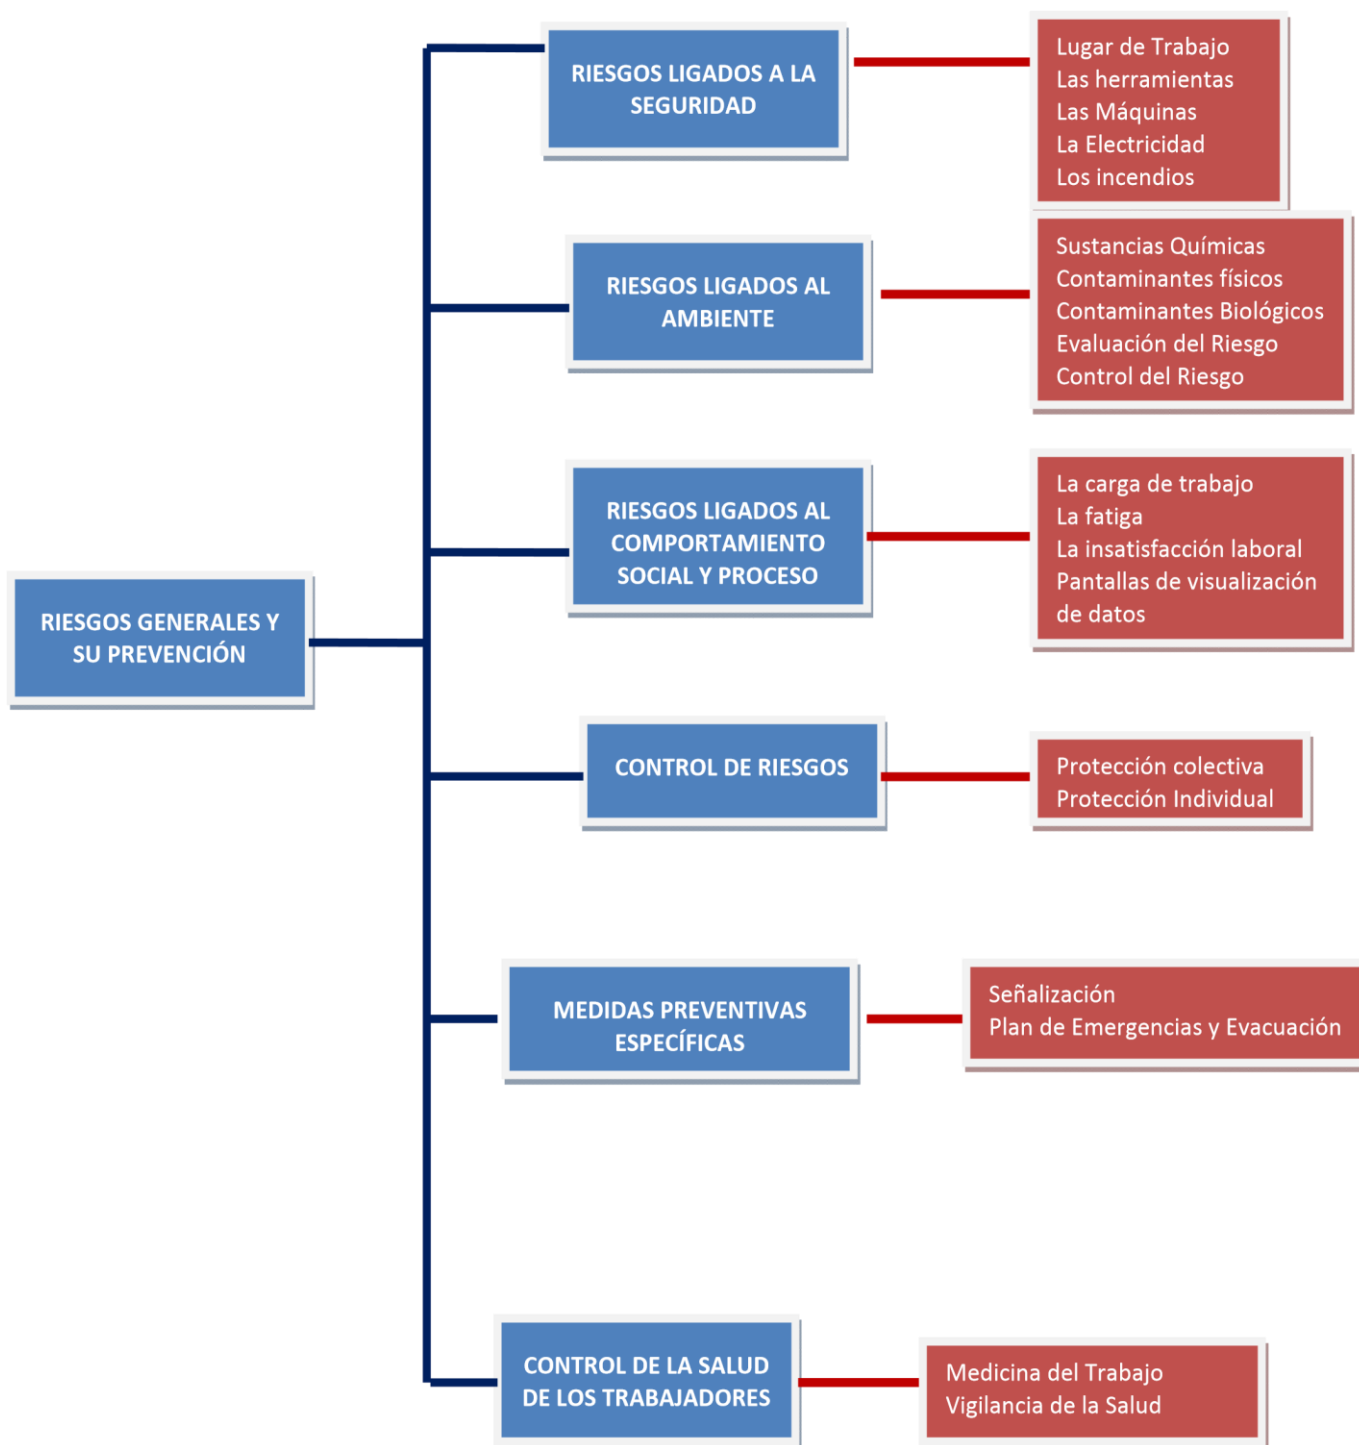 RIESGOS GENERALES Y
SU PREVENCIÓN
RIESGOS LIGADOS A LA
SEGURIDAD
Lugar de Trabajo
Las herramientas
Las Máquinas
La Electricidad
Los incendios
RIESGOS LIGADOS AL
AMBIENTE
Sustancias Químicas
Contaminantes físicos
Contaminantes Biológicos
Evaluación del Riesgo
Control del Riesgo
RIESGOS LIGADOS AL
COMPORTAMIENTO
SOCIAL Y PROCESO
La carga de trabajo
La fatiga
La insatisfacción laboral
Pantallas de visualización
de datos
CONTROL DE RIESGOS
Protección colectiva
Protección Individual
MEDIDAS PREVENTIVAS
ESPECÍFICAS
Señalización
Plan de Emergencias y Evacuación
CONTROL DE LA SALUD
DE LOS TRABAJADORES
Medicina del Trabajo
Vigilancia de la Salud